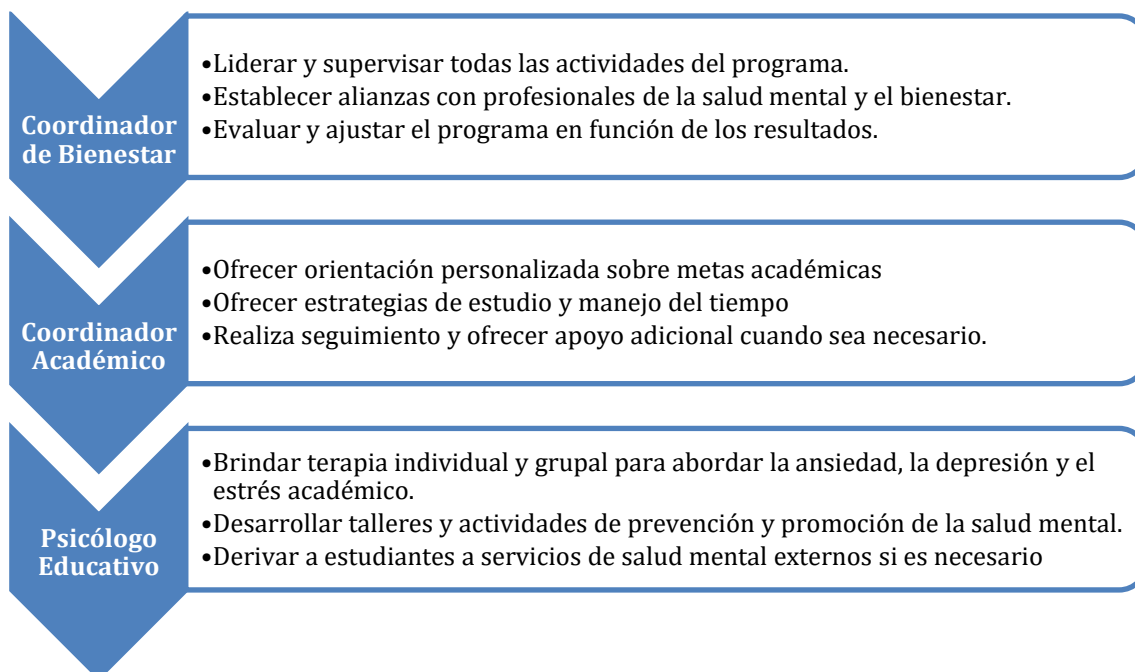 Coordinador
de Bienestar
•Liderar y supervisar todas las actividades del programa.
•Establecer alianzas con profesionales de la salud mental y el bienestar.
•Evaluar y ajustar el programa en función de los resultados.
Coordinador
Académico
•Ofrecer orientación personalizada sobre metas académicas
•Ofrecer estrategias de estudio y manejo del tiempo
•Realiza seguimiento y ofrecer apoyo adicional cuando sea necesario.
Psicólogo
Educativo
•Brindar terapia individual y grupal para abordar la ansiedad, la depresión y el
estrés académico.
•Desarrollar talleres y actividades de prevención y promoción de la salud mental.
•Derivar a estudiantes a servicios de salud mental externos si es necesario